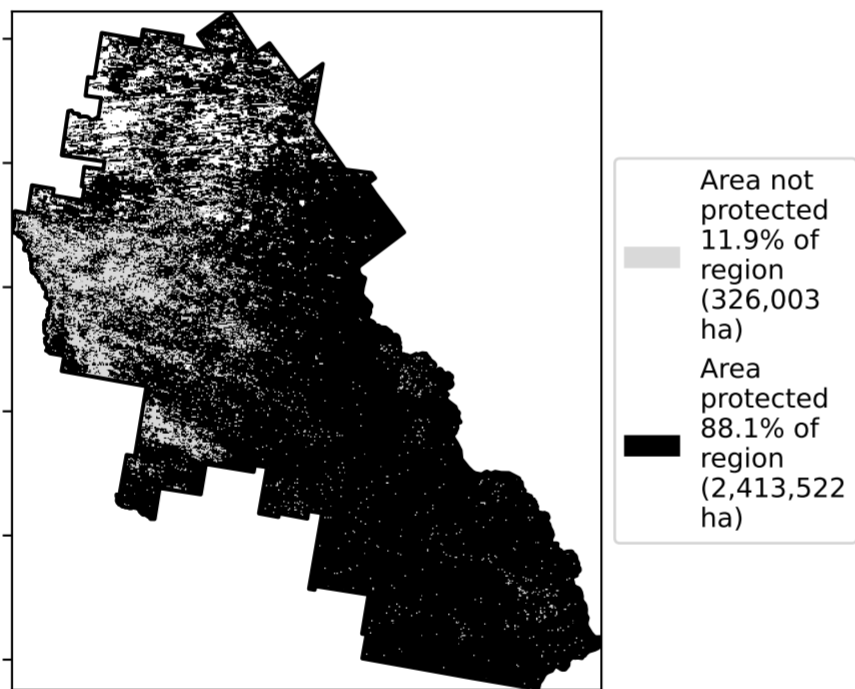 Area not
protected
11.9% of
region
(326,003
ha)
Area
protected
88.1% of
region
(2,413,522
ha)